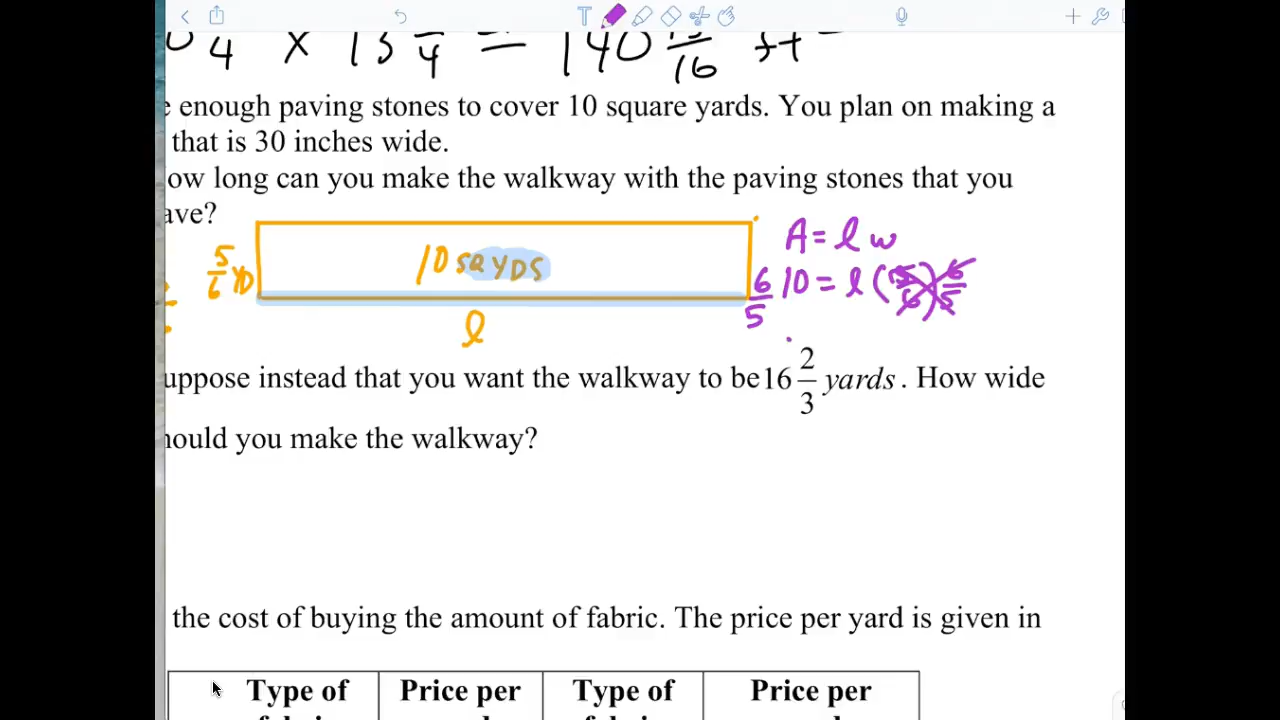 4 × 13 4 = 140 16 ft
enough paving stones to cover 10 square yards. You plan on making a
that is 30 inches wide.
ow long can you make the walkway with the paving stones that you
ave?
A = l w
5/6 YD 10 SQ YDS
6/5 10 = l (5/6) 6/5
l
uppose instead that you want the walkway to be 16 2/3 yards. How wide
hould you make the walkway?
the cost of buying the amount of fabric. The price per yard is given in
Type of Price per Type of Price per